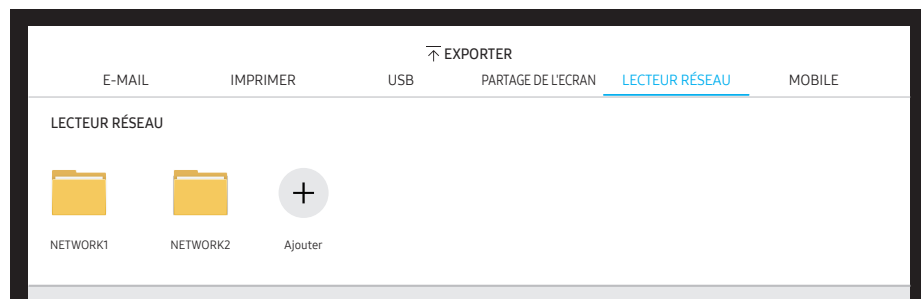 EXPORTER
E-MAIL IMPRIMER USB PARTAGE DE L'ECRAN LECTEUR RÉSEAU MOBILE
LECTEUR RÉSEAU
NETWORK1 NETWORK2 Ajouter